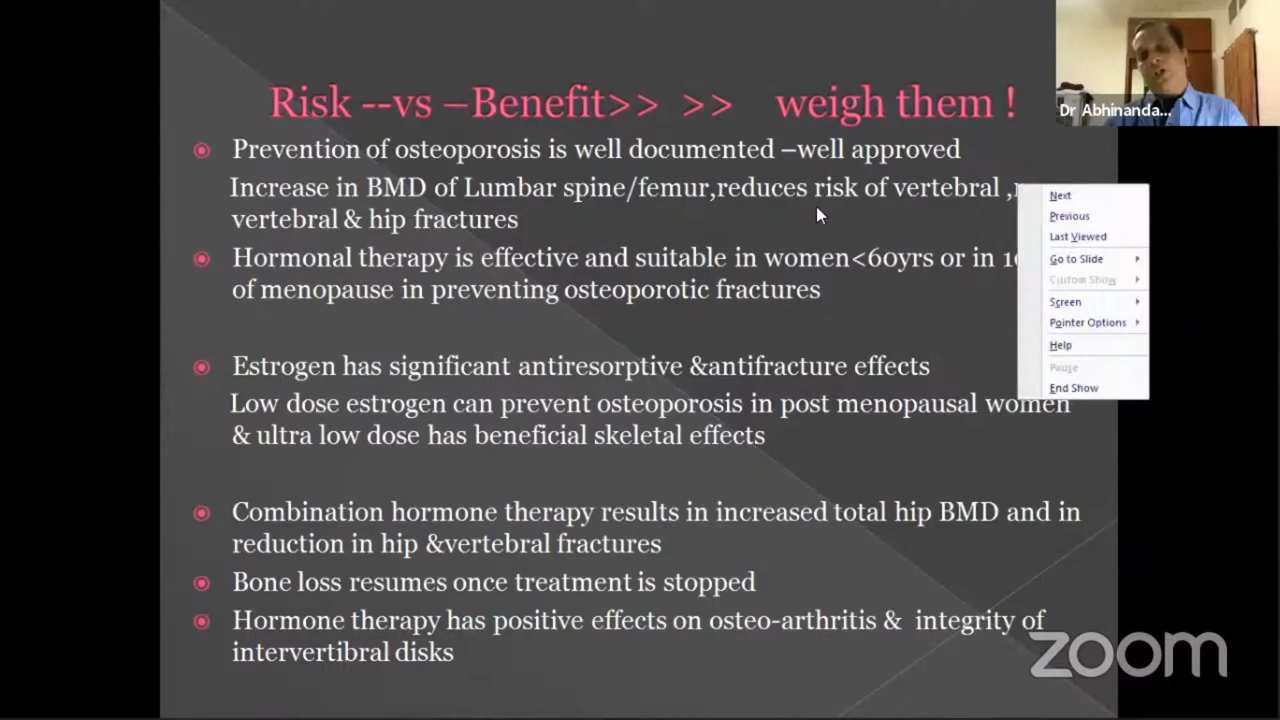 Risk --vs –Benefit>> >> weigh them !
Dr Abhinanda...
Prevention of osteoporosis is well documented –well approved
Increase in BMD of Lumbar spine/femur,reduces risk of vertebral ,
vertebral & hip fractures
Hormonal therapy is effective and suitable in women<60yrs or in
of menopause in preventing osteoporotic fractures
Estrogen has significant antiresorptive &antifracture effects
Low dose estrogen can prevent osteoporosis in post menopausal women
& ultra low dose has beneficial skeletal effects
Combination hormone therapy results in increased total hip BMD and in
reduction in hip &vertebral fractures
Bone loss resumes once treatment is stopped
Hormone therapy has positive effects on osteo-arthritis & integrity of
intervertibral disks
Next
Previous
Last Viewed
Go to Slide
Custom Show
Screen
Pointer Options
Help
Pause
End Show
zoom